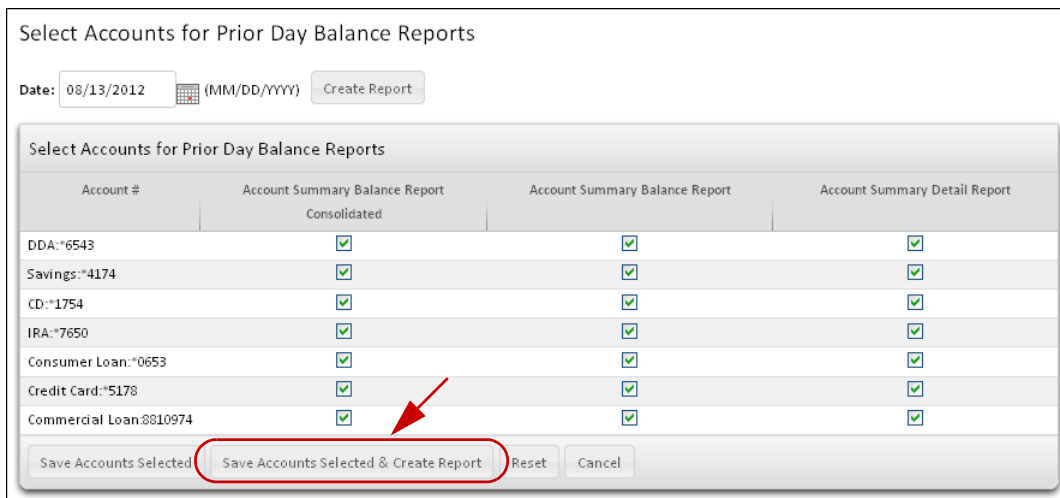 Select Accounts for Prior Day Balance Reports
Date: 08/13/2012 (MM/DD/YYYY) Create Report
Select Accounts for Prior Day Balance Reports
Account # Account Summary Balance Report Consolidated Account Summary Balance Report Account Summary Detail Report
DDA:*6543
Savings:*4174
CD:*1754
IRA:*7650
Consumer Loan:*0653
Credit Card:*5178
Commercial Loan:8810974
Save Accounts Selected Save Accounts Selected & Create Report Reset Cancel